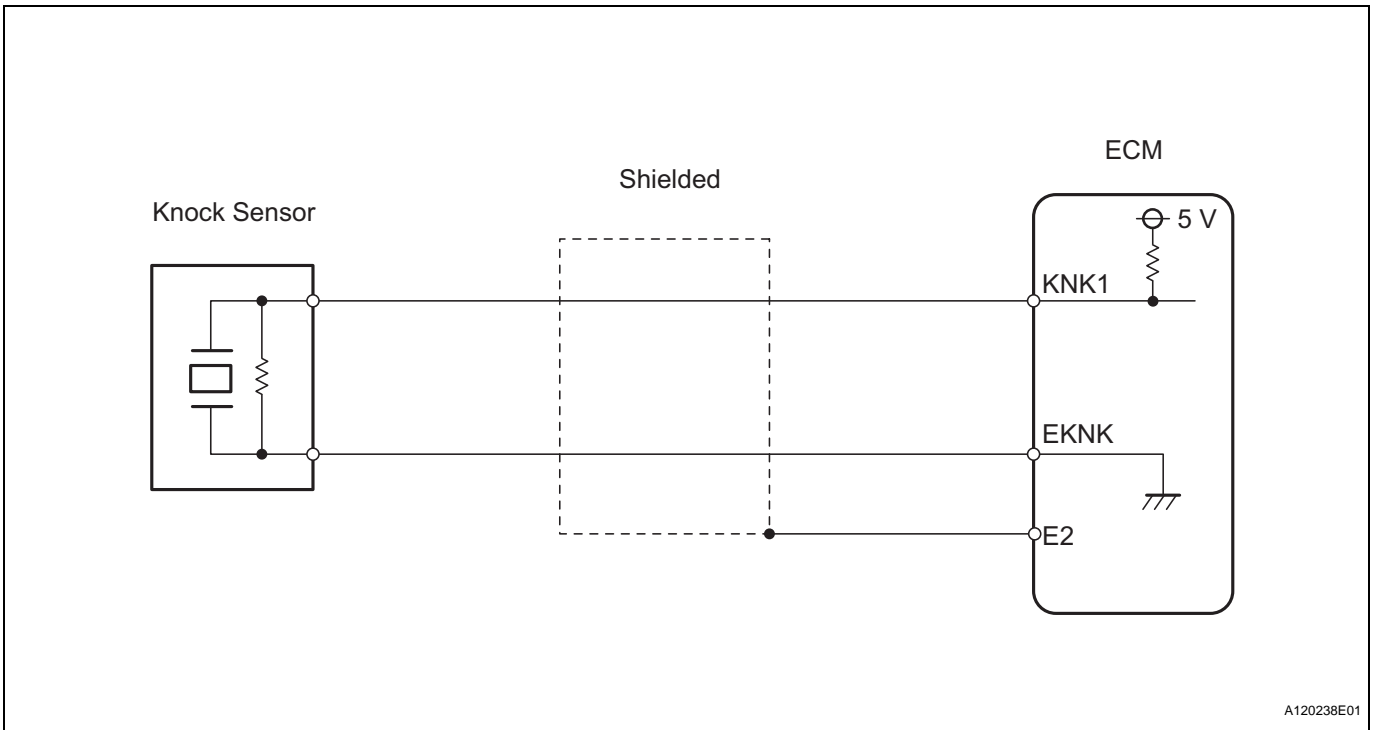 ECM
Shielded
Knock Sensor
5 V
KNK1
EKNK
E2
A120238E01